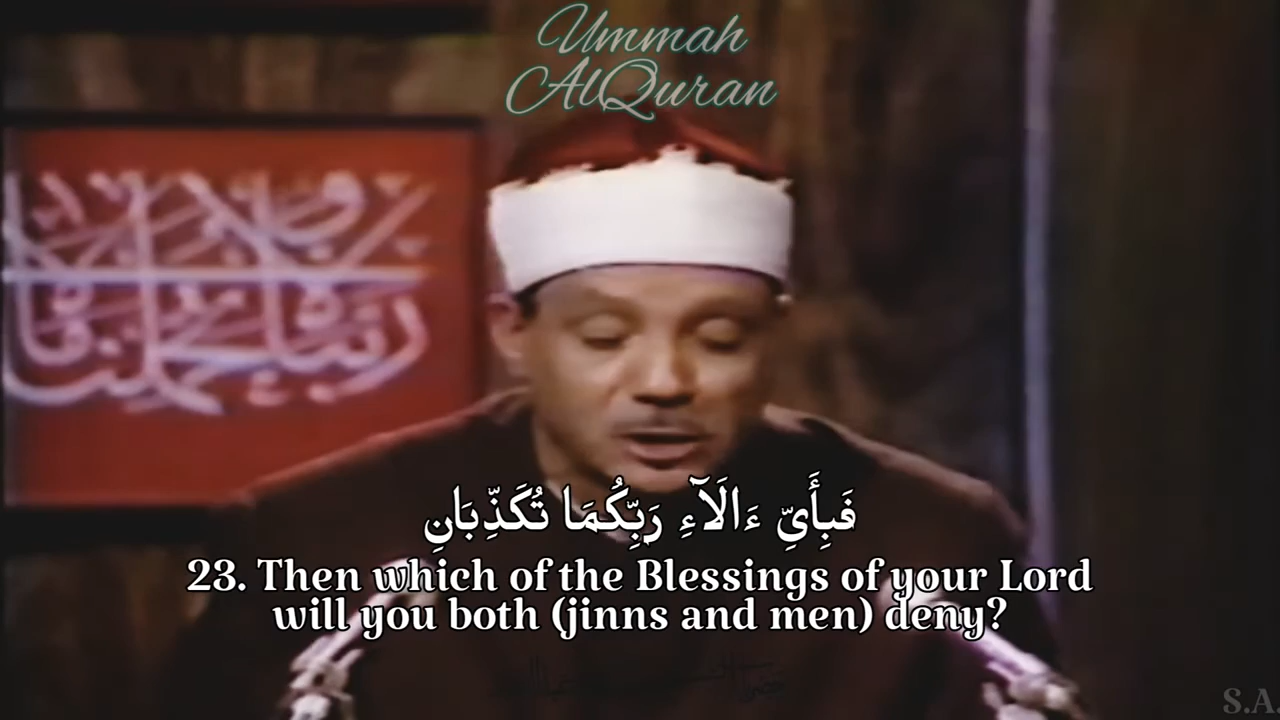 Ummah
AlQuran
فَبِأَىِّ ءَالَآءِ رَبِّكُمَا تُكَذِّبَانِ
23. Then which of the Blessings of your Lord
will you both (jinns and men) deny?
S.A.